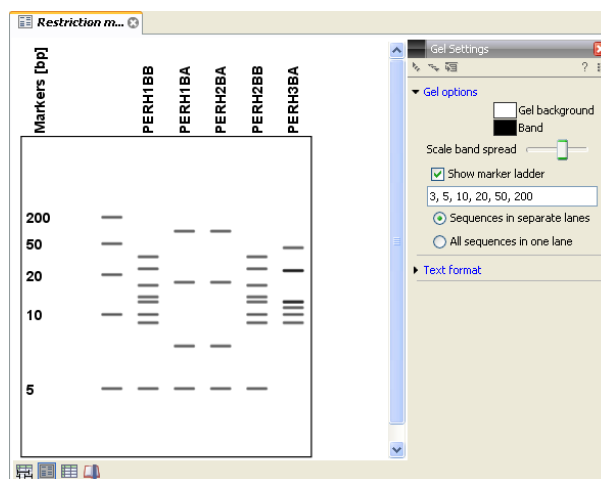 Restriction m...
Markers [bp]
PERH1BB
PERH1BA
PERH2BA
PERH2BB
PERH3BA
200
50
20
10
5
Gel Settings
?
Gel options
Gel background
Band
Scale band spread
Show marker ladder
3, 5, 10, 20, 50, 200
Sequences in separate lanes
All sequences in one lane
Text format